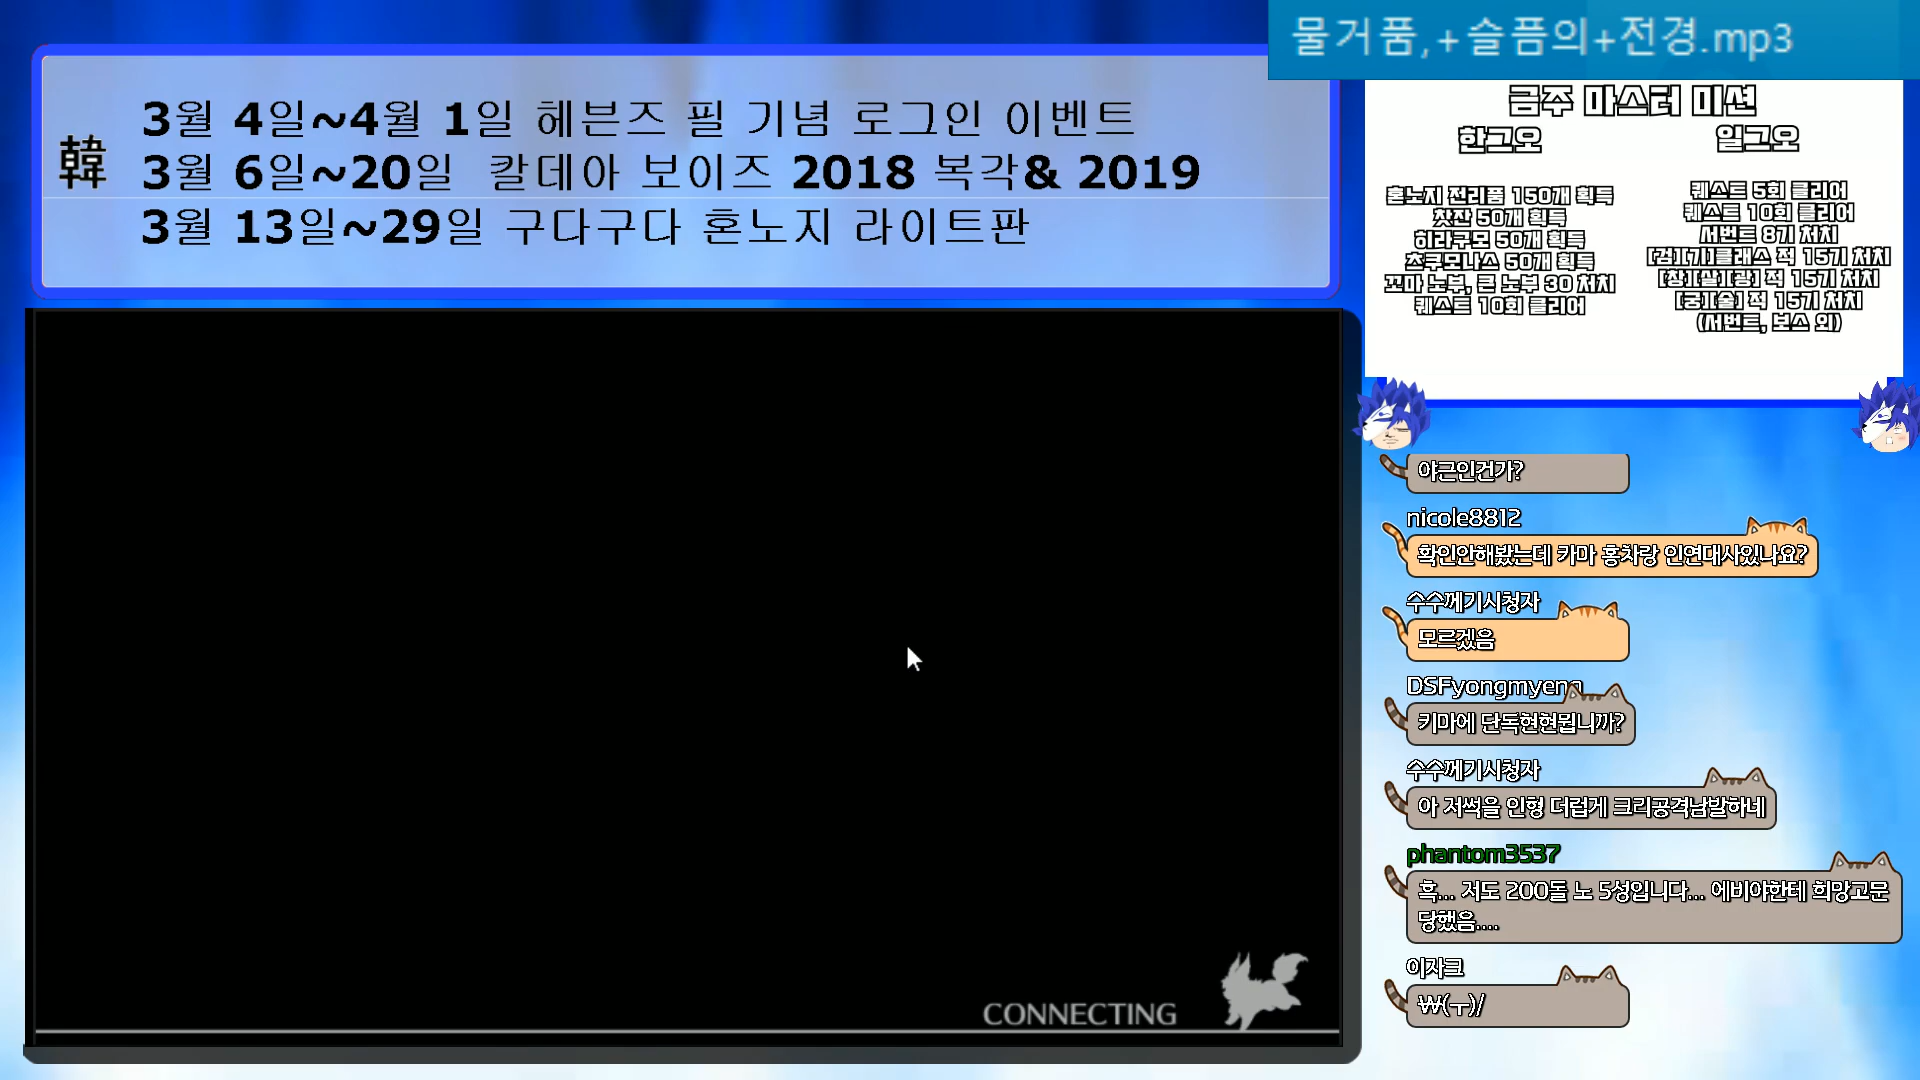 물거품,+슬픔의+전경.mp3
韓
3월 4일~4월 1일 헤븐즈 필 기념 로그인 이벤트
3월 6일~20일 칼데아 보이즈 2018 복각& 2019
3월 13일~29일 구다구다 혼노지 라이트판
금주 마스터 미션
한그오
혼노지 전리품 150개 획득
찻잔 50개 획득
히라구모 50개 획득
츠쿠모나스 50개 획득
꼬마 노부, 큰 노부 30 처치
퀘스트 10회 클리어
일그오
퀘스트 5회 클리어
퀘스트 10회 클리어
서번트 8기 처치
[검][기]클래스 적 15기 처치
[창][살][광] 적 15기 처치
[궁][술] 적 15기 처치
(서번트, 보스 외)
야근인건가?
nicole8812
확인안해봤는데 카마 홍차랑 인연대사있나요?
수수께기시청자
모르겠음
DSFyongmyeng
키마에 단독현현뭡니까?
수수께기시청자
아 저썩을 인형 더럽게 크리공격남발하네
phantom3537
흑... 저도 200돌 노 5성입니다... 에비야한테 희망고문
당했음....
이자크
₩(ㅜ)/
CONNECTING